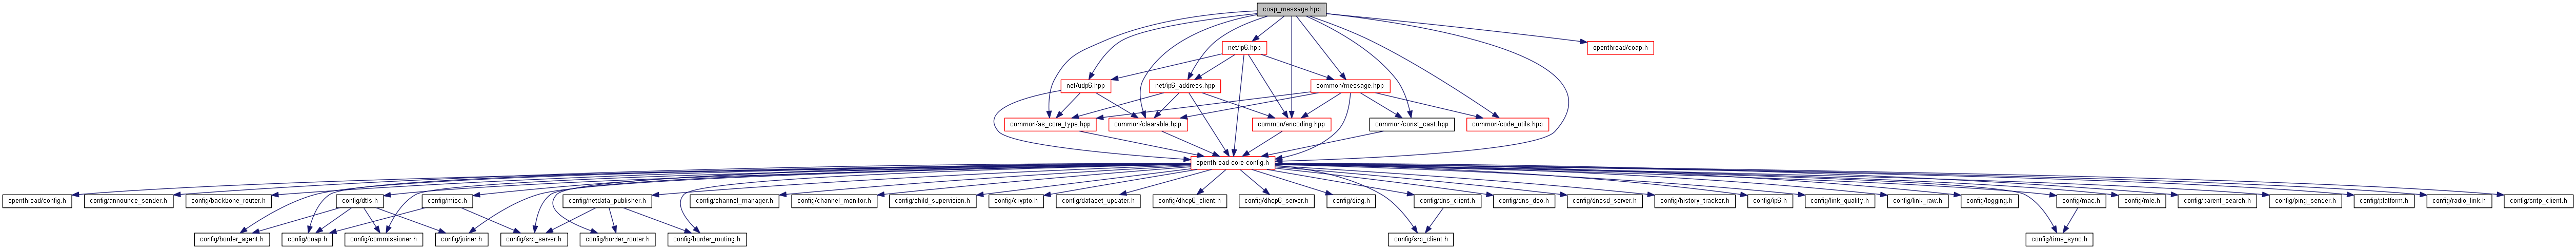 coap_message.hpp
net/ip6.hpp
openthread/coap.h
net/udp6.hpp
net/ip6_address.hpp
common/message.hpp
common/as_core_type.hpp
common/clearable.hpp
common/encoding.hpp
common/const_cast.hpp
common/code_utils.hpp
openthread-core-config.h
openthread/config.h
config/announce_sender.h
config/backbone_router.h
config/dtls.h
config/misc.h
config/netdata_publisher.h
config/channel_manager.h
config/channel_monitor.h
config/child_supervision.h
config/crypto.h
config/dataset_updater.h
config/dhcp6_client.h
config/dhcp6_server.h
config/diag.h
config/dns_client.h
config/dns_dso.h
config/dnssd_server.h
config/history_tracker.h
config/ip6.h
config/link_quality.h
config/link_raw.h
config/logging.h
config/mac.h
config/mle.h
config/parent_search.h
config/ping_sender.h
config/platform.h
config/radio_link.h
config/sntp_client.h
config/border_agent.h
config/coap.h
config/commissioner.h
config/joiner.h
config/srp_server.h
config/border_router.h
config/border_routing.h
config/srp_client.h
config/time_sync.h